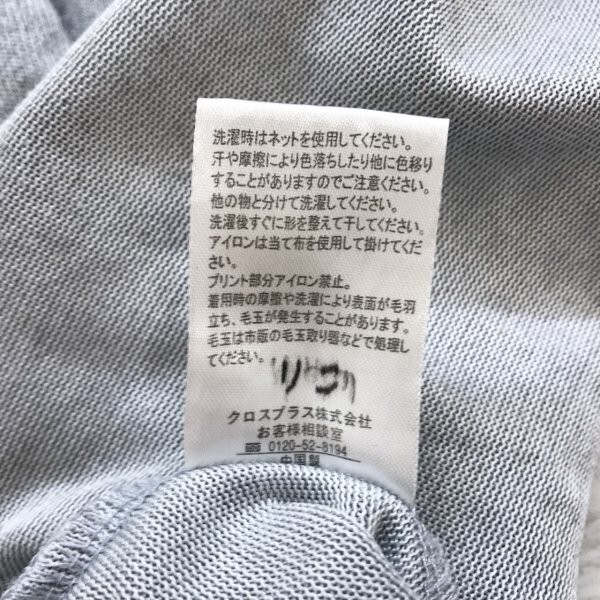 洗濯時はネットを使用してください。
汗や摩擦により色落ちしたり他に色移り
することがありますのでご注意ください。
他の物と分けて洗濯してください。
洗濯後すぐに形を整えて干してください。
アイロンは当て布を使用して掛けてくだ
さい。
プリント部分アイロン禁止。
着用時の摩擦や洗濯により表面が毛羽
立ち、毛玉が発生することがあります。
毛玉は市販の毛玉取り器などで処理し
てください。
クロスプラス株式会社
お客様相談室
0120-52-8194
中国製